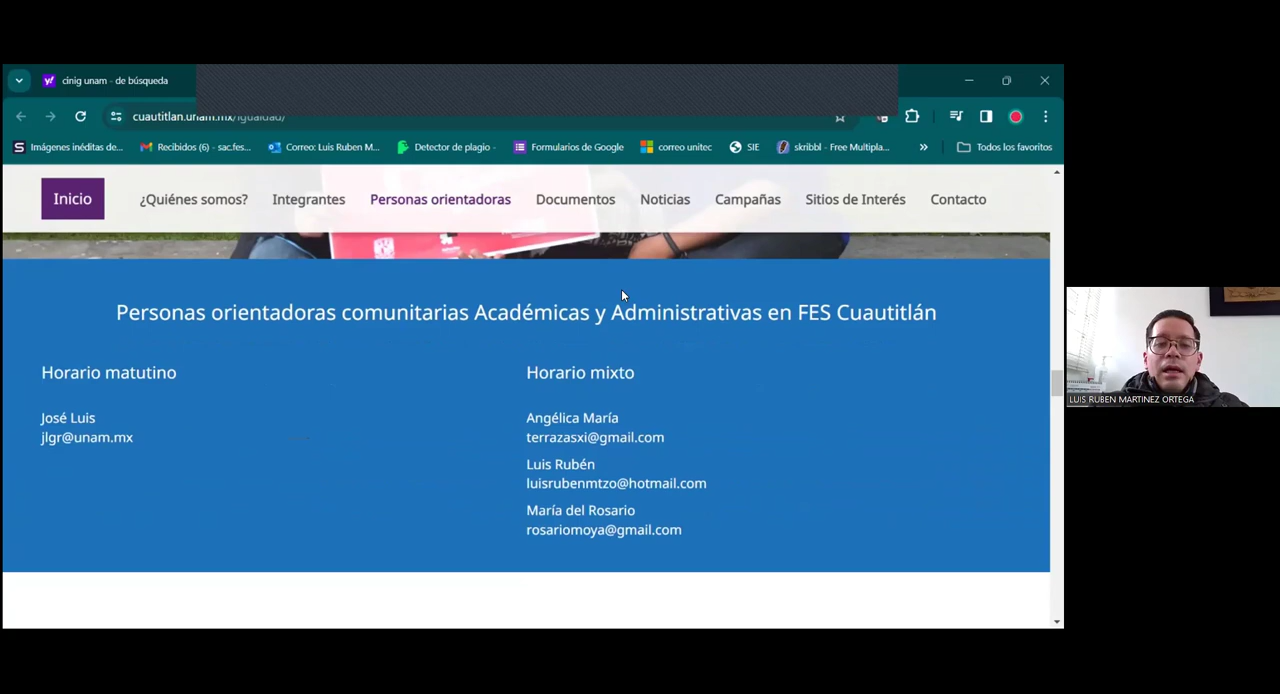 cinig unam - de búsqueda
cuautitlan.unam.mx/igualdad/
Imágenes inéditas de...
Recibidos (6) - sac.fes...
Correo: Luis Ruben M...
Detector de plagio -
Formularios de Google
correo unitec
SIE
skribbl - Free Multipla...
»
Todos los favoritos
Inicio
¿Quiénes somos?
Integrantes
Personas orientadoras
Documentos
Noticias
Campañas
Sitios de Interés
Contacto
Personas orientadoras comunitarias Académicas y Administrativas en FES Cuautitlán
Horario matutino
José Luis
jlgr@unam.mx
Horario mixto
Angélica María
terrazasxi@gmail.com
Luis Rubén
luisrubenmtzo@hotmail.com
María del Rosario
rosariomoya@gmail.com
LUIS RUBEN MARTINEZ ORTEGA